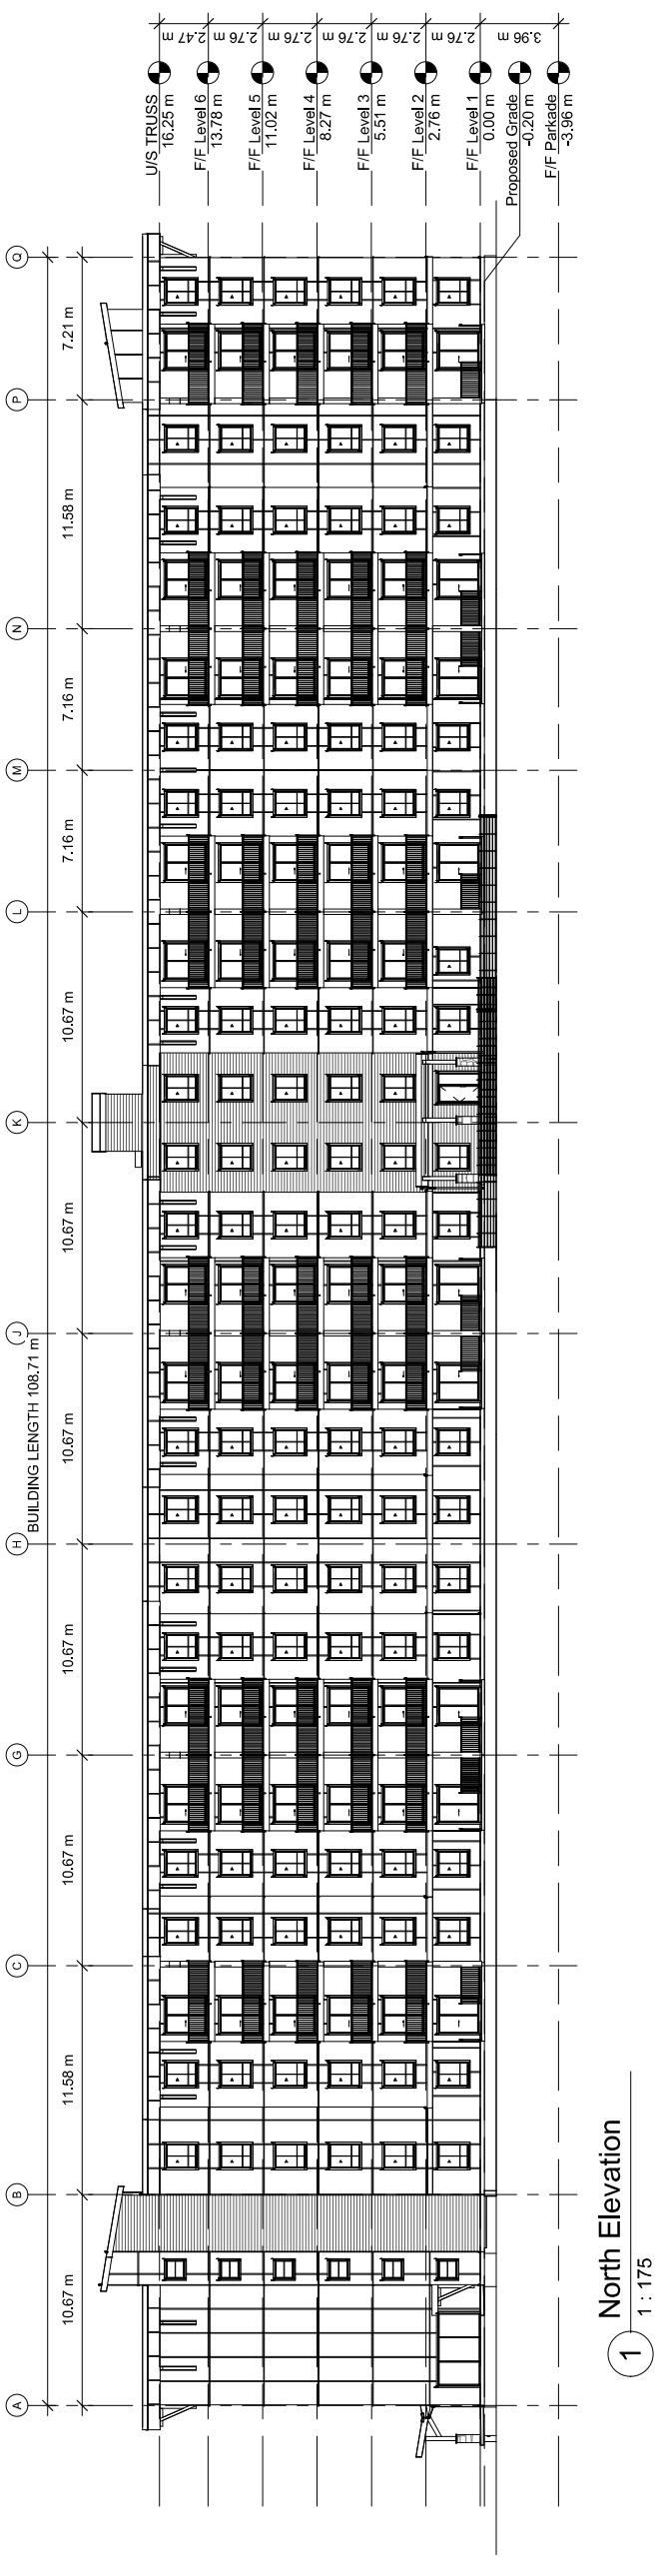 A
B
C
G
H
J
K
L
M
N
P
Q
BUILDING LENGTH 108.71 m
10.67 m
11.58 m
10.67 m
10.67 m
10.67 m
10.67 m
10.67 m
7.16 m
7.16 m
11.58 m
7.21 m
U/S TRUSS
16.25 m
F/F Level 6
13.78 m
F/F Level 5
11.02 m
F/F Level 4
8.27 m
F/F Level 3
5.51 m
F/F Level 2
2.76 m
F/F Level 1
0.00 m
Proposed Grade
-0.20 m
F/F Parkade
-3.96 m
2.47 m
2.76 m
2.76 m
2.76 m
2.76 m
2.76 m
3.96 m
1
North Elevation
1 : 175